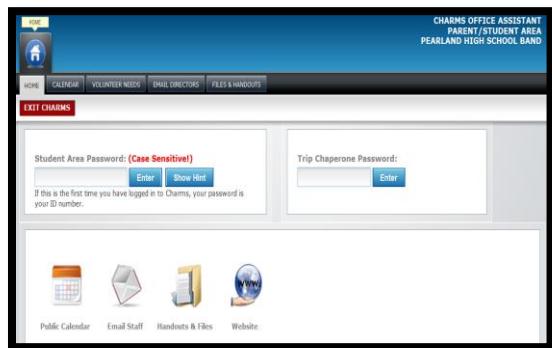 HOME
CHARMS OFFICE ASSISTANT
PARENT/STUDENT AREA
PEARLAND HIGH SCHOOL BAND
HOME CALENDAR VOLUNTEER NEEDS EMAIL DIRECTORS FILES & HANDOUTS
EXIT CHARMS
Student Area Password: (Case Sensitive!)
Enter Show Hint
If this is the first time you have logged in to Charms, your password is
your ID number.
Trip Chaperone Password:
Enter
www.
Public Calendar Email Staff Handouts & Files Website